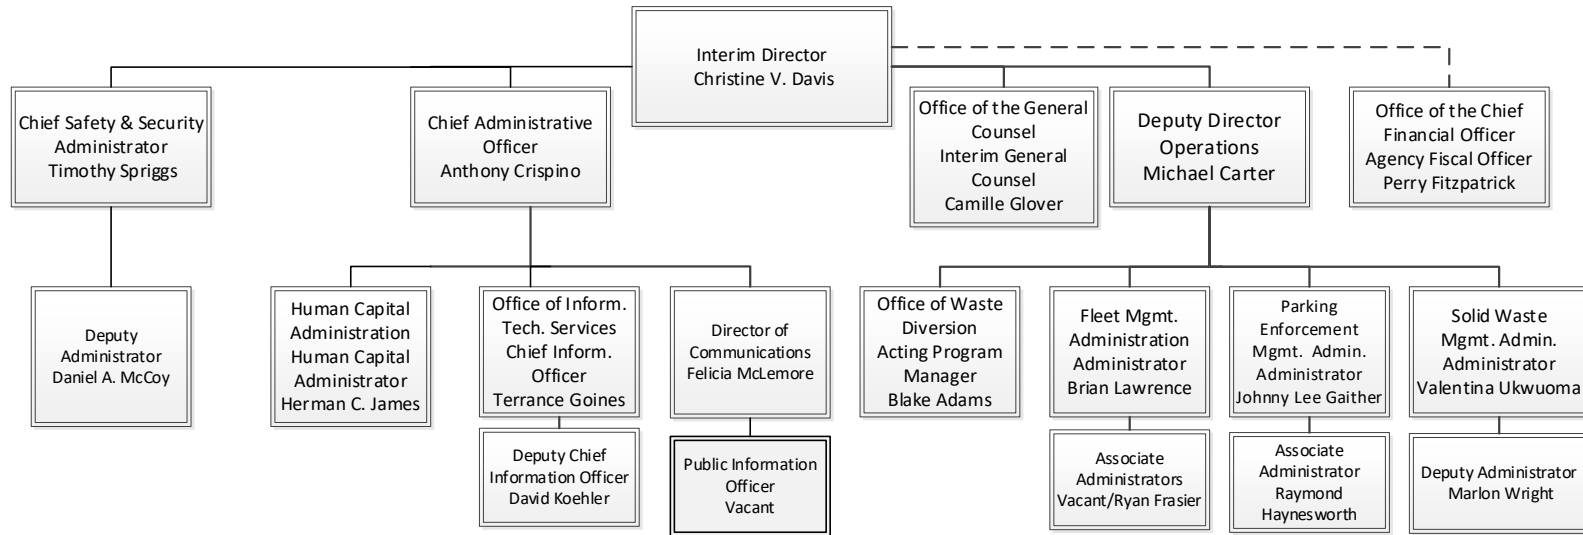 Interim Director
Christine V. Davis
Chief Safety & Security
Administrator
Timothy Spriggs
Chief Administrative
Officer
Anthony Crispino
Office of the General
Counsel
Interim General
Counsel
Camille Glover
Deputy Director
Operations
Michael Carter
Office of the Chief
Financial Officer
Agency Fiscal Officer
Perry Fitzpatrick
Deputy
Administrator
Daniel A. McCoy
Human Capital
Administration
Human Capital
Administrator
Herman C. James
Office of Inform.
Tech. Services
Chief Inform.
Officer
Terrance Goines
Director of
Communications
Felicia McLemore
Office of Waste
Diversion
Acting Program
Manager
Blake Adams
Fleet Mgmt.
Administration
Administrator
Brian Lawrence
Parking
Enforcement
Mgmt. Admin.
Administrator
Johnny Lee Gaither
Solid Waste
Mgmt. Admin.
Administrator
Valentina Ukwuoma
Deputy Chief
Information Officer
David Koehler
Public Information
Officer
Vacant
Associate
Administrators
Vacant/Ryan Frasier
Associate
Administrator
Raymond
Haynesworth
Deputy Administrator
Marlon Wright